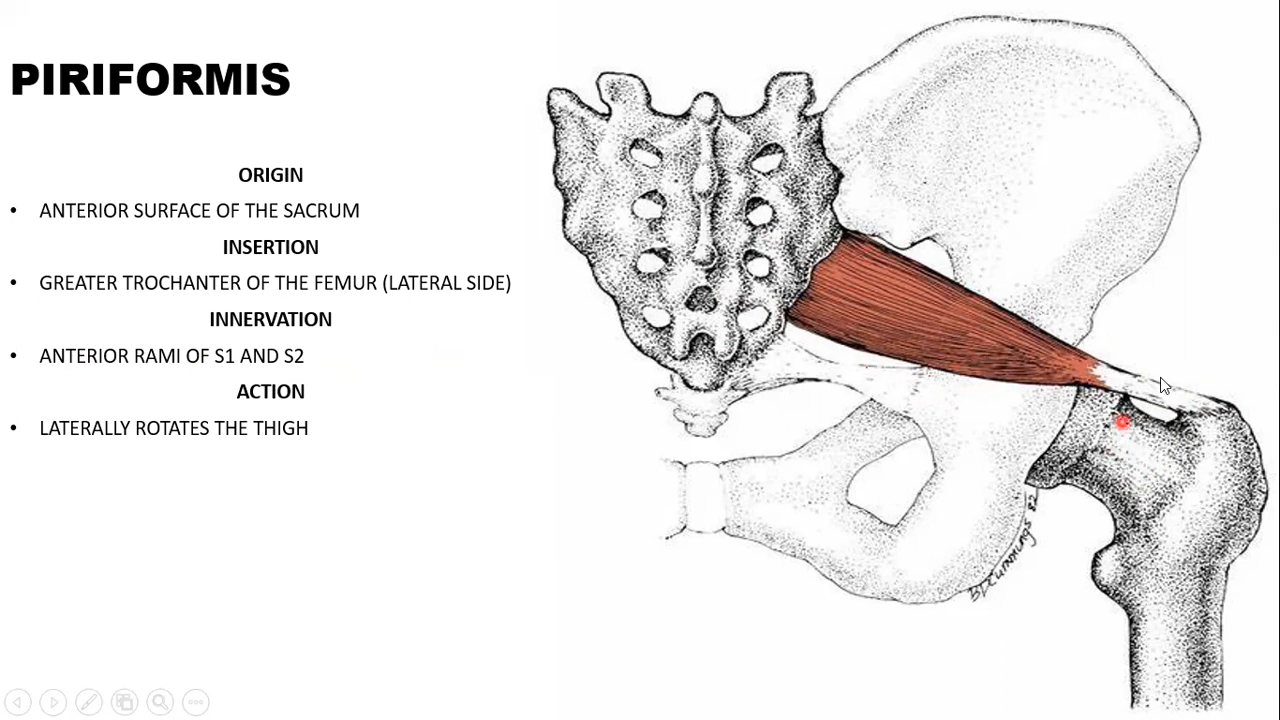 PIRIFORMIS
ORIGIN
• ANTERIOR SURFACE OF THE SACRUM
INSERTION
• GREATER TROCHANTER OF THE FEMUR (LATERAL SIDE)
INNERVATION
• ANTERIOR RAMI OF S1 AND S2
ACTION
• LATERALLY ROTATES THE THIGH